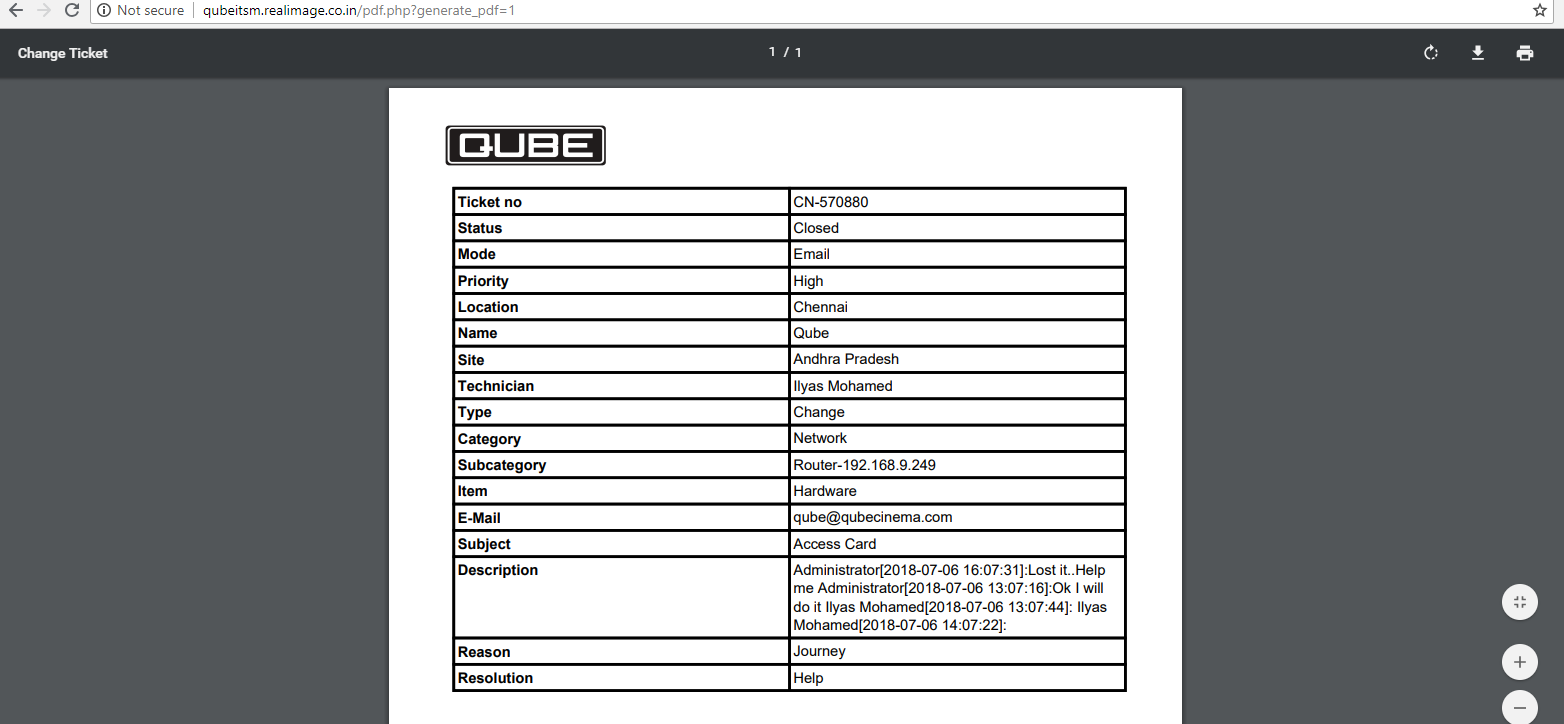 Not secure qubeitsm.realimage.co.in/pdf.php?generate_pdf=1
Change Ticket 1 / 1
QUBE
Ticket no CN-570880
Status Closed
Mode Email
Priority High
Location Chennai
Name Qube
Site Andhra Pradesh
Technician Ilyas Mohamed
Type Change
Category Network
Subcategory Router-192.168.9.249
Item Hardware
E-Mail qube@qubecinema.com
Subject Access Card
Description Administrator[2018-07-06 16:07:31]:Lost it..Help
me Administrator[2018-07-06 13:07:16]:Ok I will
do it Ilyas Mohamed[2018-07-06 13:07:44]: Ilyas
Mohamed[2018-07-06 14:07:22]:
Reason Journey
Resolution Help